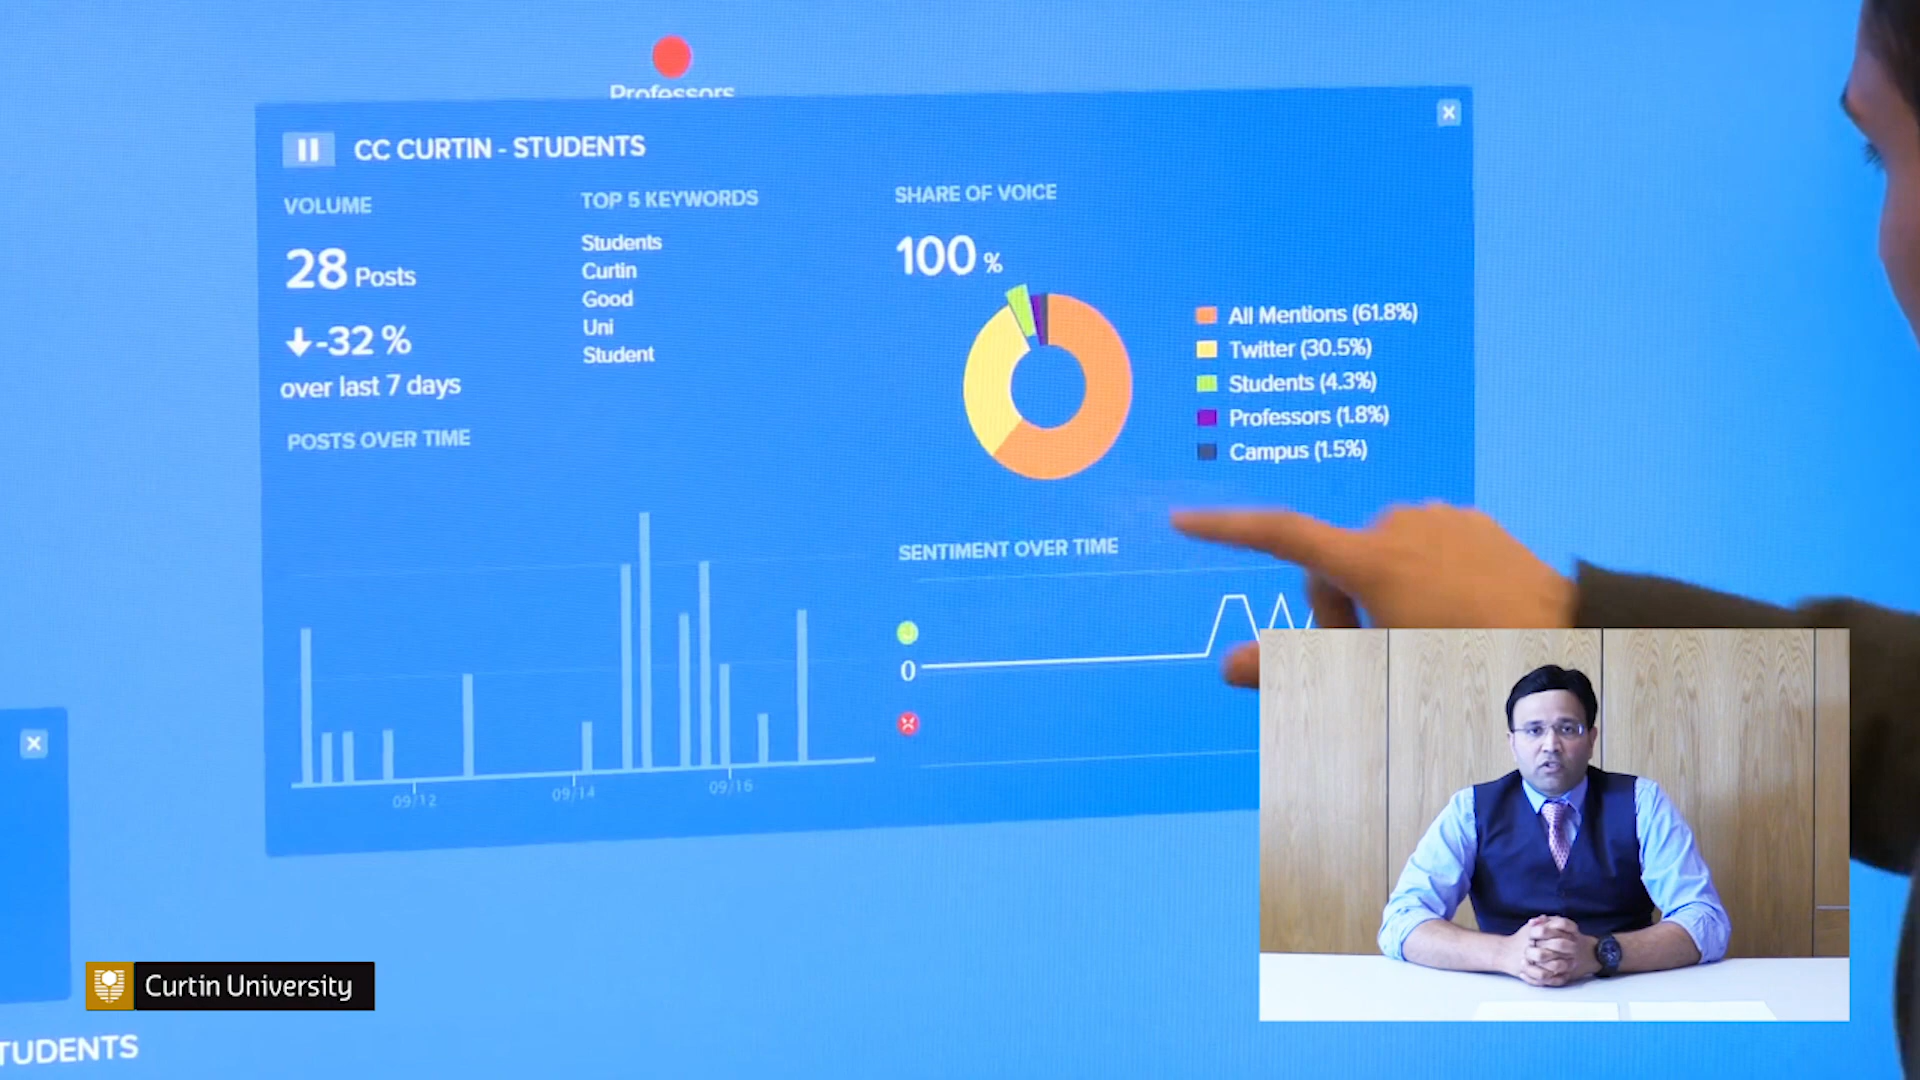 Professors
CC CURTIN - STUDENTS
VOLUME
28 Posts
-32 %
over last 7 days
POSTS OVER TIME
09/12
09/14
09/16
TOP 5 KEYWORDS
Students
Curtin
Good
Uni
Student
SHARE OF VOICE
100 %
All Mentions (61.8%)
Twitter (30.5%)
Students (4.3%)
Professors (1.8%)
Campus (1.5%)
SENTIMENT OVER TIME
0
Curtin University
TUDENTS